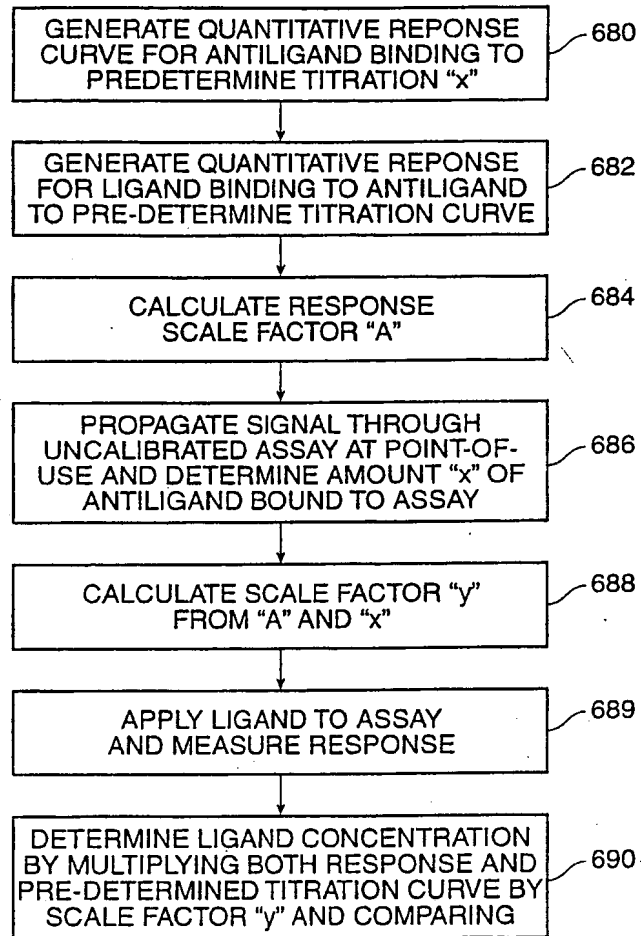 GENERATE QUANTITATIVE REPONSE
CURVE FOR ANTILIGAND BINDING TO
PREDETERMINE TITRATION “x”
680
GENERATE QUANTITATIVE REPONSE
FOR LIGAND BINDING TO ANTILIGAND
TO PRE-DETERMINE TITRATION CURVE
682
CALCULATE RESPONSE
SCALE FACTOR “A”
684
PROPAGATE SIGNAL THROUGH
UNCALIBRATED ASSAY AT POINT-OF-
USE AND DETERMINE AMOUNT “x” OF
ANTILIGAND BOUND TO ASSAY
686
CALCULATE SCALE FACTOR “y”
FROM “A” AND “x”
688
APPLY LIGAND TO ASSAY
AND MEASURE RESPONSE
689
DETERMINE LIGAND CONCENTRATION
BY MULTIPLYING BOTH RESPONSE AND
PRE-DETERMINED TITRATION CURVE BY
SCALE FACTOR “y” AND COMPARING
690